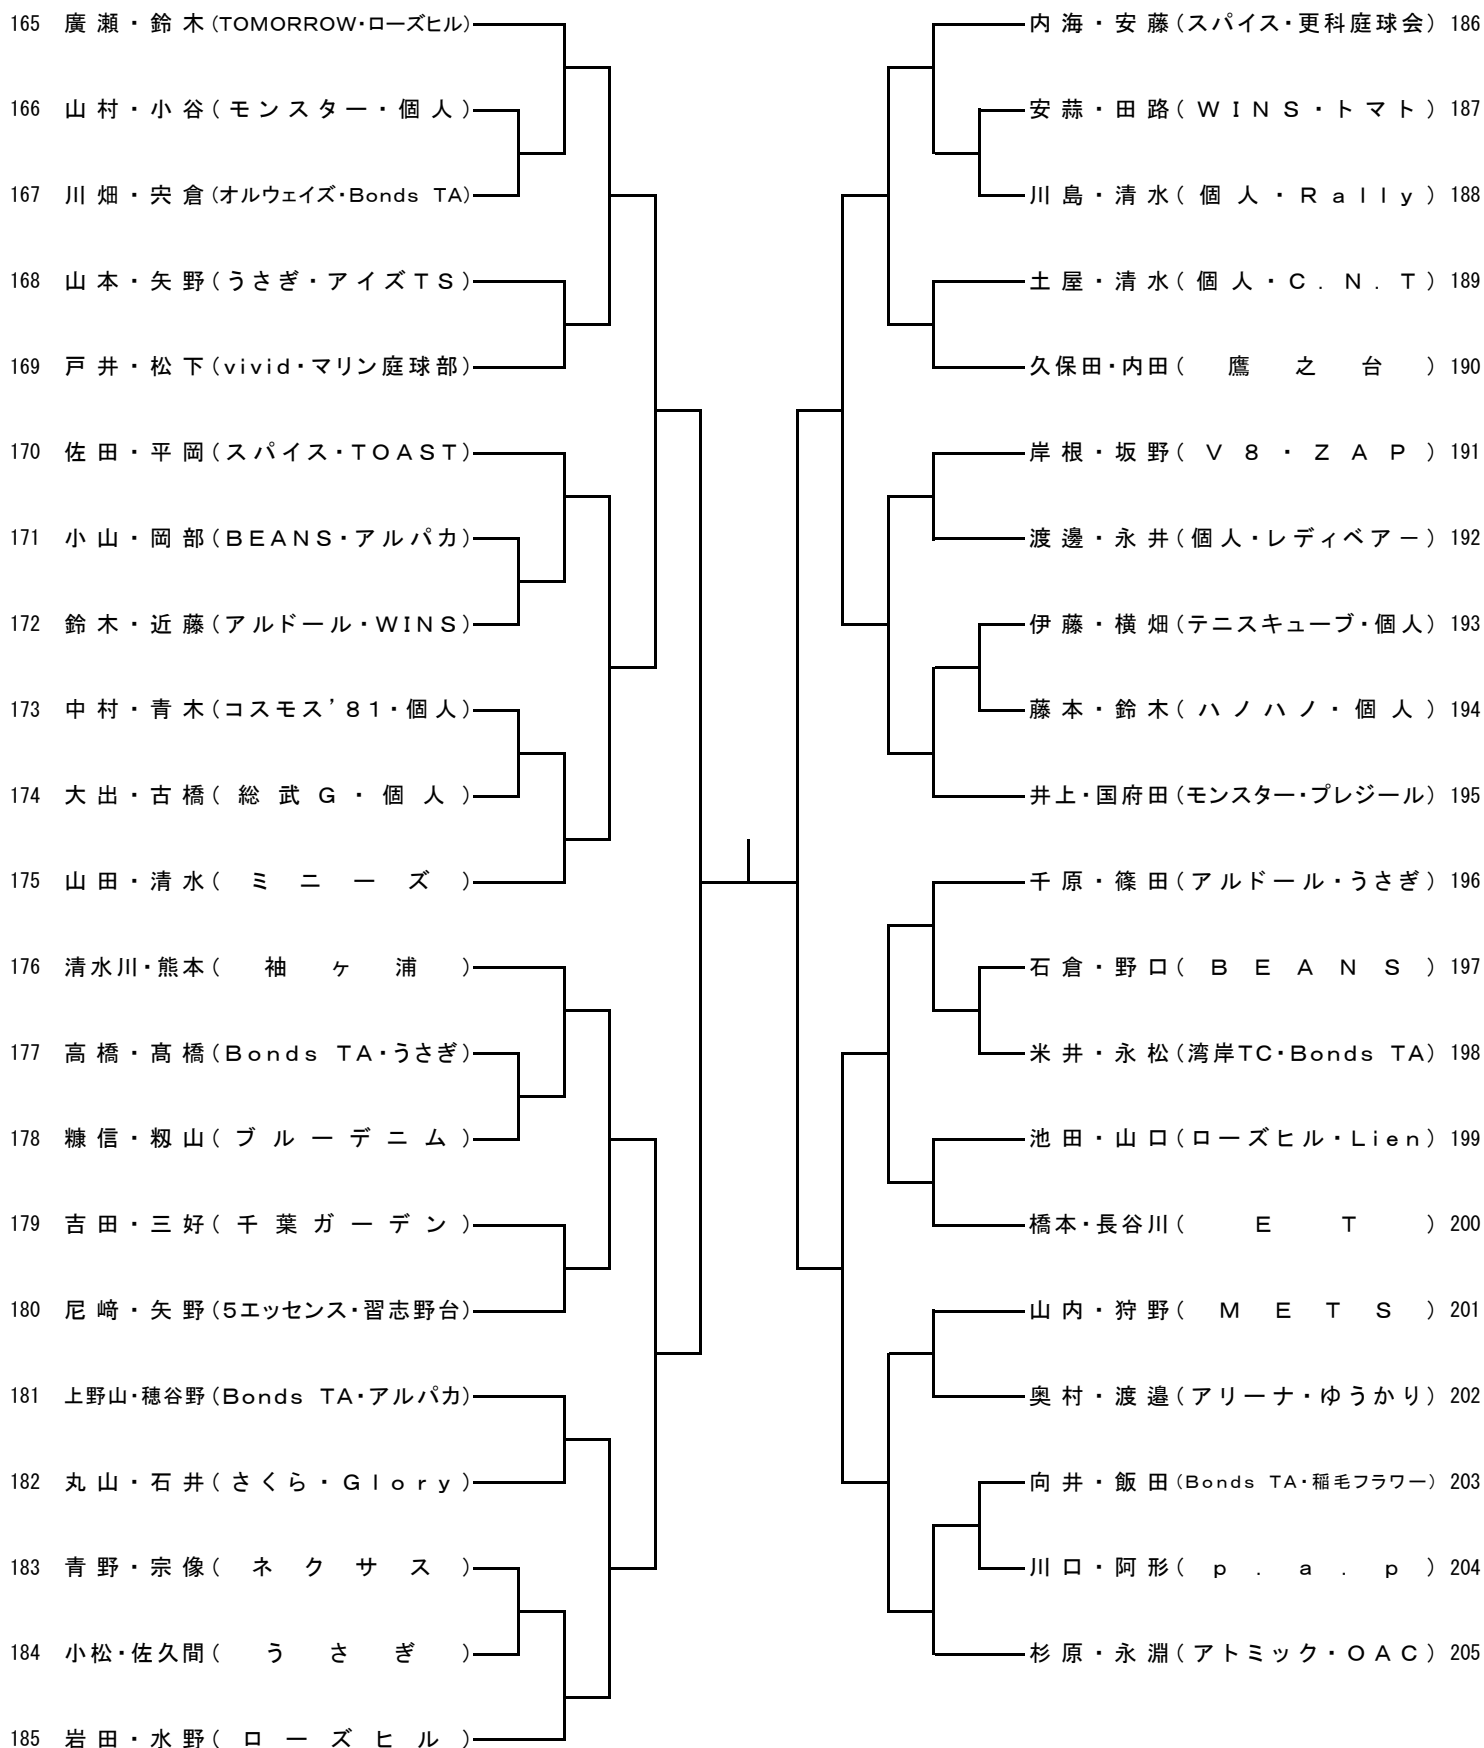 165 廣瀬・鈴木(TOMORROW・ローズヒル)
166 山村・小谷(モンスター・個人)
167 川畑・宍倉(オルウェイズ・Bonds TA)
168 山本・矢野(うさぎ・アイズTS)
169 戸井・松下(vivid・マリン庭球部)
170 佐田・平岡(スパイス・TOAST)
171 小山・岡部(BEANS・アルパカ)
172 鈴木・近藤(アルドール・WINS)
173 中村・青木(コスモス’81・個人)
174 大出・古橋(総武G・個人)
175 山田・清水(ミニーズ)
176 清水川・熊本(袖ヶ浦)
177 高橋・髙橋(Bonds TA・うさぎ)
178 糠信・籾山(ブルーデニム)
179 吉田・三好(千葉ガーデン)
180 尼﨑・矢野(5エッセンス・習志野台)
181 上野山・穂谷野(Bonds TA・アルパカ)
182 丸山・石井(さくら・Glory)
183 青野・宗像(ネクサス)
184 小松・佐久間(うさぎ)
185 岩田・水野(ローズヒル)
内海・安藤(スパイス・更科庭球会) 186
安蒜・田路(WINS・トマト) 187
川島・清水(個人・Rally) 188
土屋・清水(個人・C.N.T) 189
久保田・内田(鷹之台) 190
岸根・坂野(V8・ZAP) 191
渡邊・永井(個人・レディベアー) 192
伊藤・横畑(テニスキューブ・個人) 193
藤本・鈴木(ハノハノ・個人) 194
井上・国府田(モンスター・プレジール) 195
千原・篠田(アルドール・うさぎ) 196
石倉・野口(BEANS) 197
米井・永松(湾岸TC・Bonds TA) 198
池田・山口(ローズヒル・Lien) 199
橋本・長谷川(ET) 200
山内・狩野(METS) 201
奥村・渡邉(アリーナ・ゆうかり) 202
向井・飯田(Bonds TA・稲毛フラワー) 203
川口・阿形(p.a.p) 204
杉原・永淵(アトミック・OAC) 205